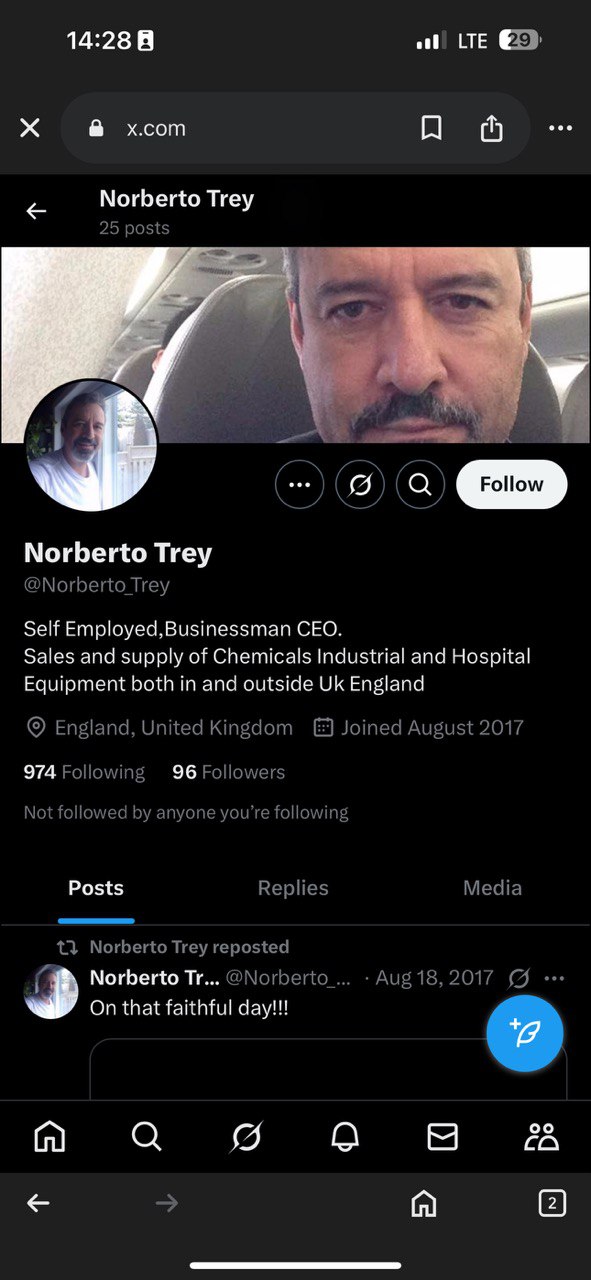 14:28
LTE
29
x.com
Norberto Trey
25 posts
Follow
Norberto Trey
@Norberto_Trey
Self Employed,Businessman CEO.
Sales and supply of Chemicals Industrial and Hospital
Equipment both in and outside Uk England
England, United Kingdom Joined August 2017
974 Following 96 Followers
Not followed by anyone you’re following
Posts Replies Media
Norberto Trey reposted
Norberto Tr... @Norberto_... · Aug 18, 2017
On that faithful day!!!
2